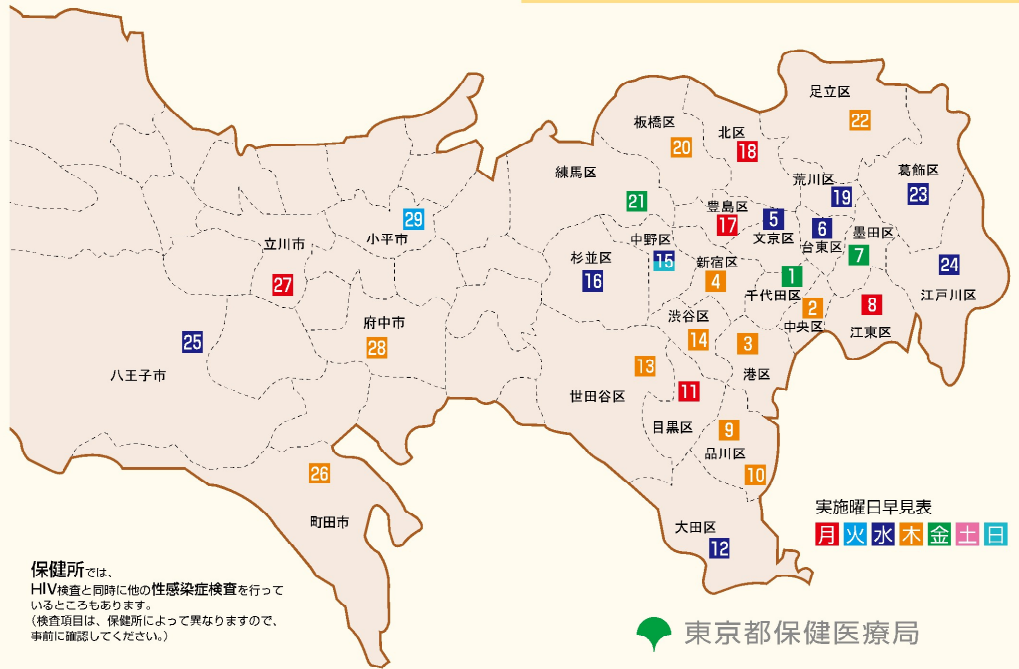 足立区
22
板橋区
20
北区
18
練馬区
21
荒川区
19
葛飾区
23
豊島区
17
5
文京区
6
台東区
墨田区
7
29
小平市
立川市
27
中野区
15
杉並区
16
新宿区
4
1
千代田区
24
江戸川区
2
中央区
8
江東区
渋谷区
14
3
港区
府中市
28
25
八王子市
13
世田谷区
11
目黒区
9
品川区
10
26
町田市
大田区
12
実施曜日早見表
月 火 水 木 金 土 日
保健所では、
HIV検査と同時に他の性感染症検査を行って
いるところもあります。
(検査項目は、保健所によって異なりますので、
事前に確認してください。)
東京都保健医療局